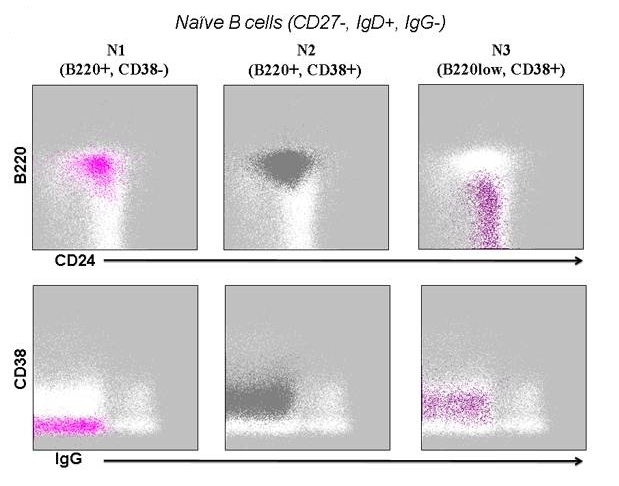 Naïve B cells (CD27-, IgD+, IgG-)
N1
(B220+, CD38-)
N2
(B220+, CD38+)
N3
(B220low, CD38+)
B220
CD24
CD38
IgG